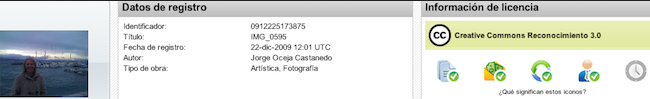 Datos de registro
Identificador: 0912225173875
Título: IMG_0595
Fecha de registro: 22-dic-2009 12:01 UTC
Autor: Jorge Oceja Castanedo
Tipo de obra: Artística, Fotografía
Información de licencia
CC Creative Commons Reconocimiento 3.0
¿Qué significan estos iconos?